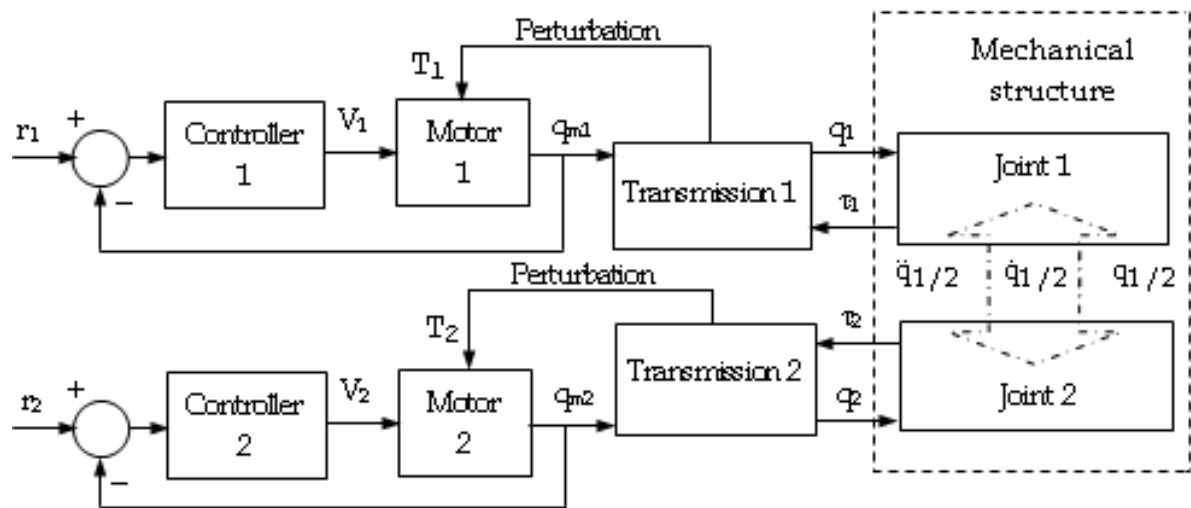 Perturbation
Mechanical
structure
T₁
r₁
+
−
Controller
1
V₁
Motor
1
qₘ₁
Transmission 1
q₁
τ₁
Joint 1
q̈₁/₂ q̇₁/₂ q₁/₂
Perturbation
T₂
r₂
+
−
Controller
2
V₂
Motor
2
qₘ₂
Transmission 2
τ₂
q₂
Joint 2